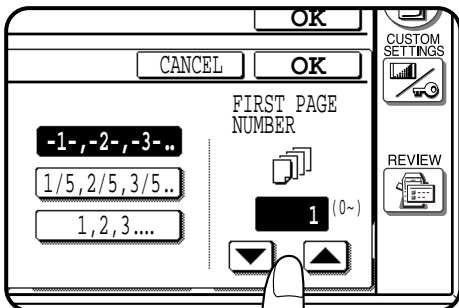 OK
CUSTOM
SETTINGS
CANCEL
OK
FIRST PAGE
NUMBER
-1-,-2-,-3-..
1/5,2/5,3/5..
1,2,3....
1
(0~)
REVIEW